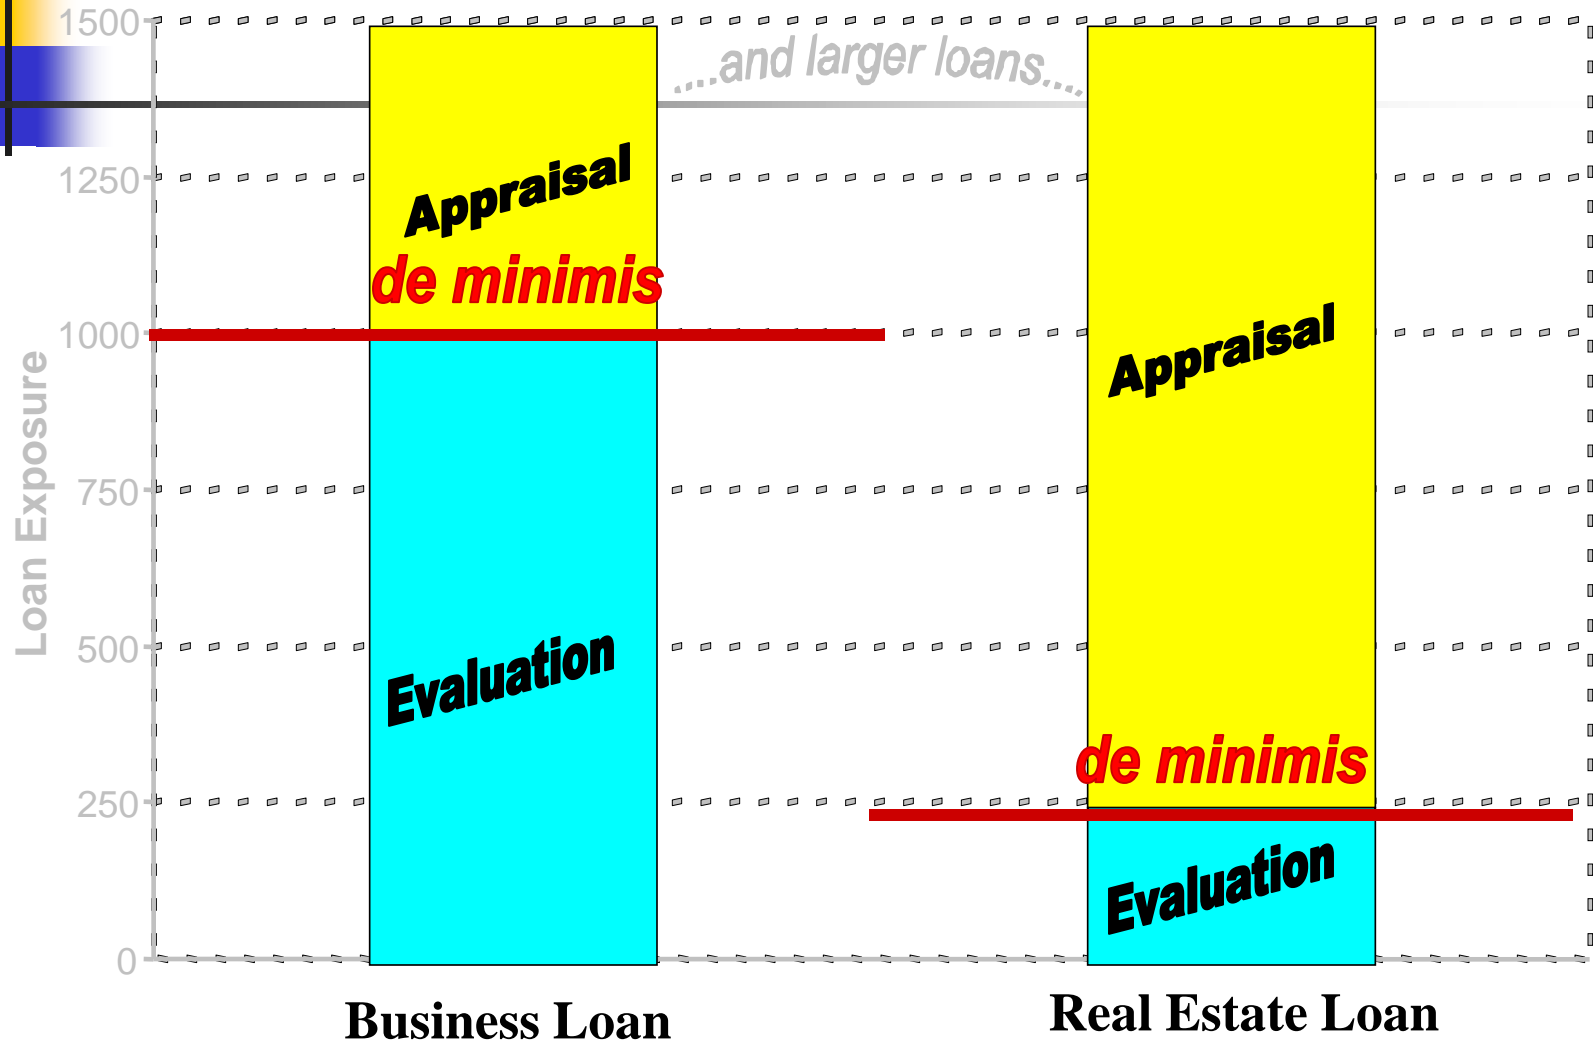 1500
...and larger loans...
1250
Appraisal
de minimis
1000
Appraisal
Loan Exposure
750
500
Evaluation
de minimis
250
Evaluation
0
Business Loan
Real Estate Loan